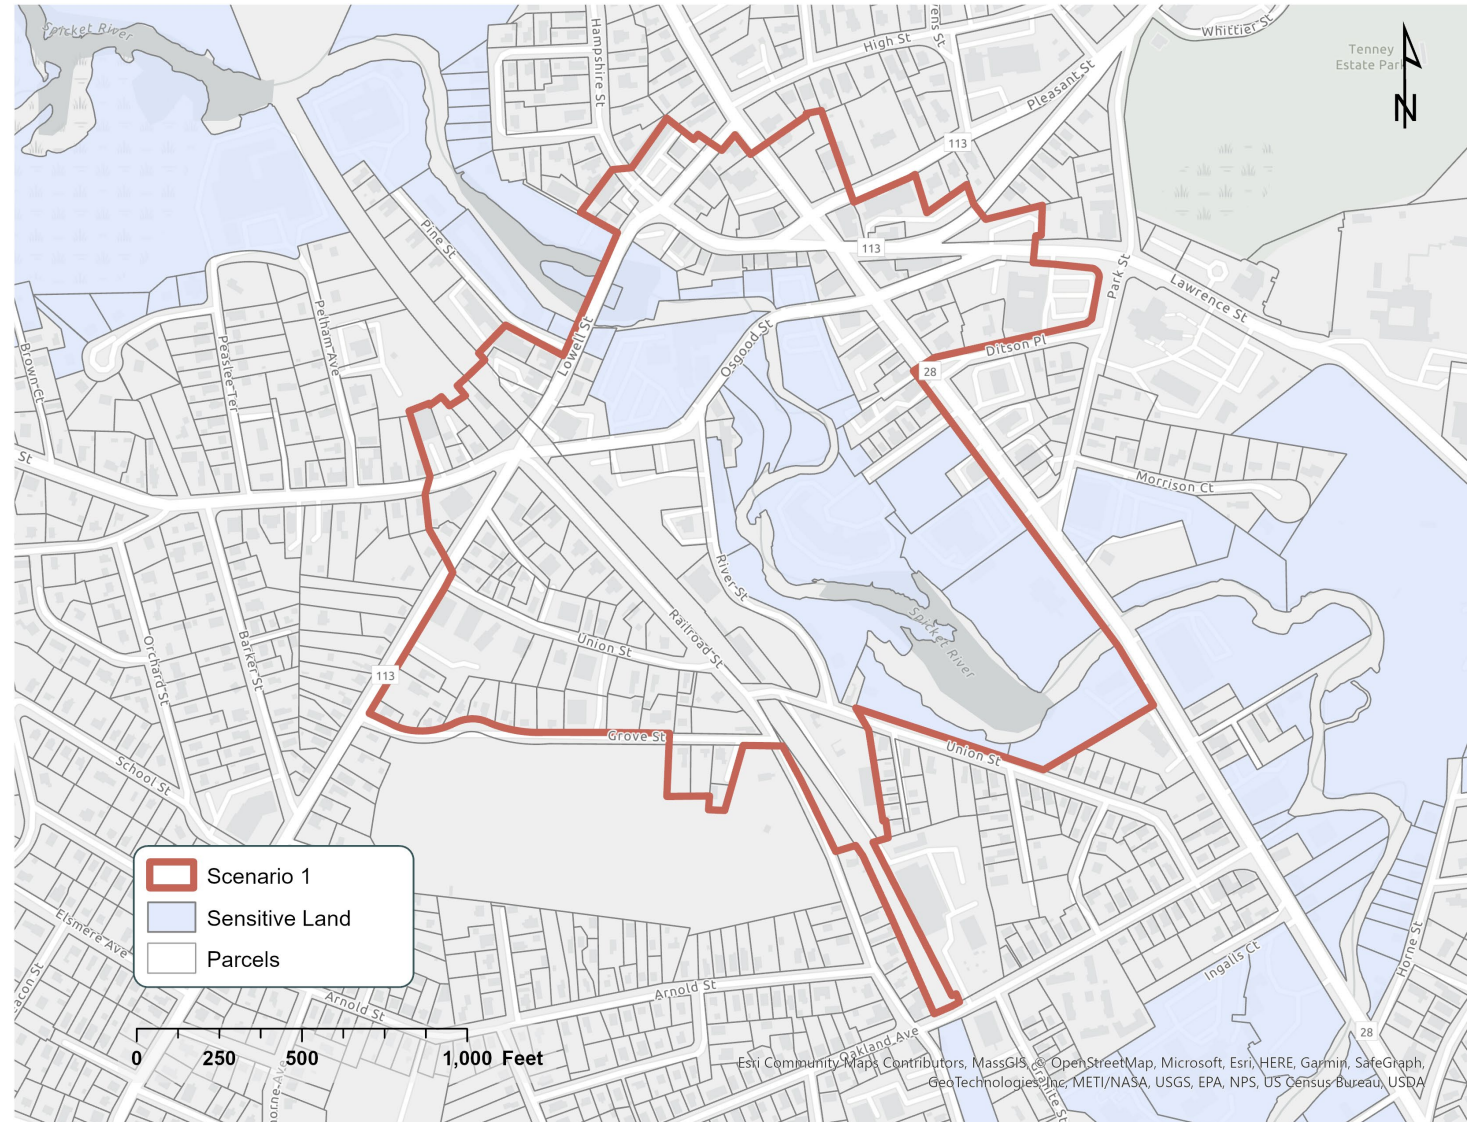 Spicket River
Hampshire St
High St
Whittier St
Tenney
Estate Park
Pleasant St
N
113
Pine St
113
Park St
Lawrence St
Pelham Ave
Peaslee Ter
Brown Ct
Lowell St
Osgood St
Ditson Pl
28
St
Morrison Ct
River St
Railroad St
Union St
Spicket River
Orchard St
Barker St
113
Grove St
Union St
School St
Scenario 1
Sensitive Land
Parcels
Elsmere Ave
Arnold St
Arnold St
Ingalls Ct
Horne St
Oakland Ave
Granite St
28
0 250 500 1,000 Feet
Esri Community Maps Contributors, MassGIS, © OpenStreetMap, Microsoft, Esri, HERE, Garmin, SafeGraph,
GeoTechnologies, Inc, METI/NASA, USGS, EPA, NPS, US Census Bureau, USDA